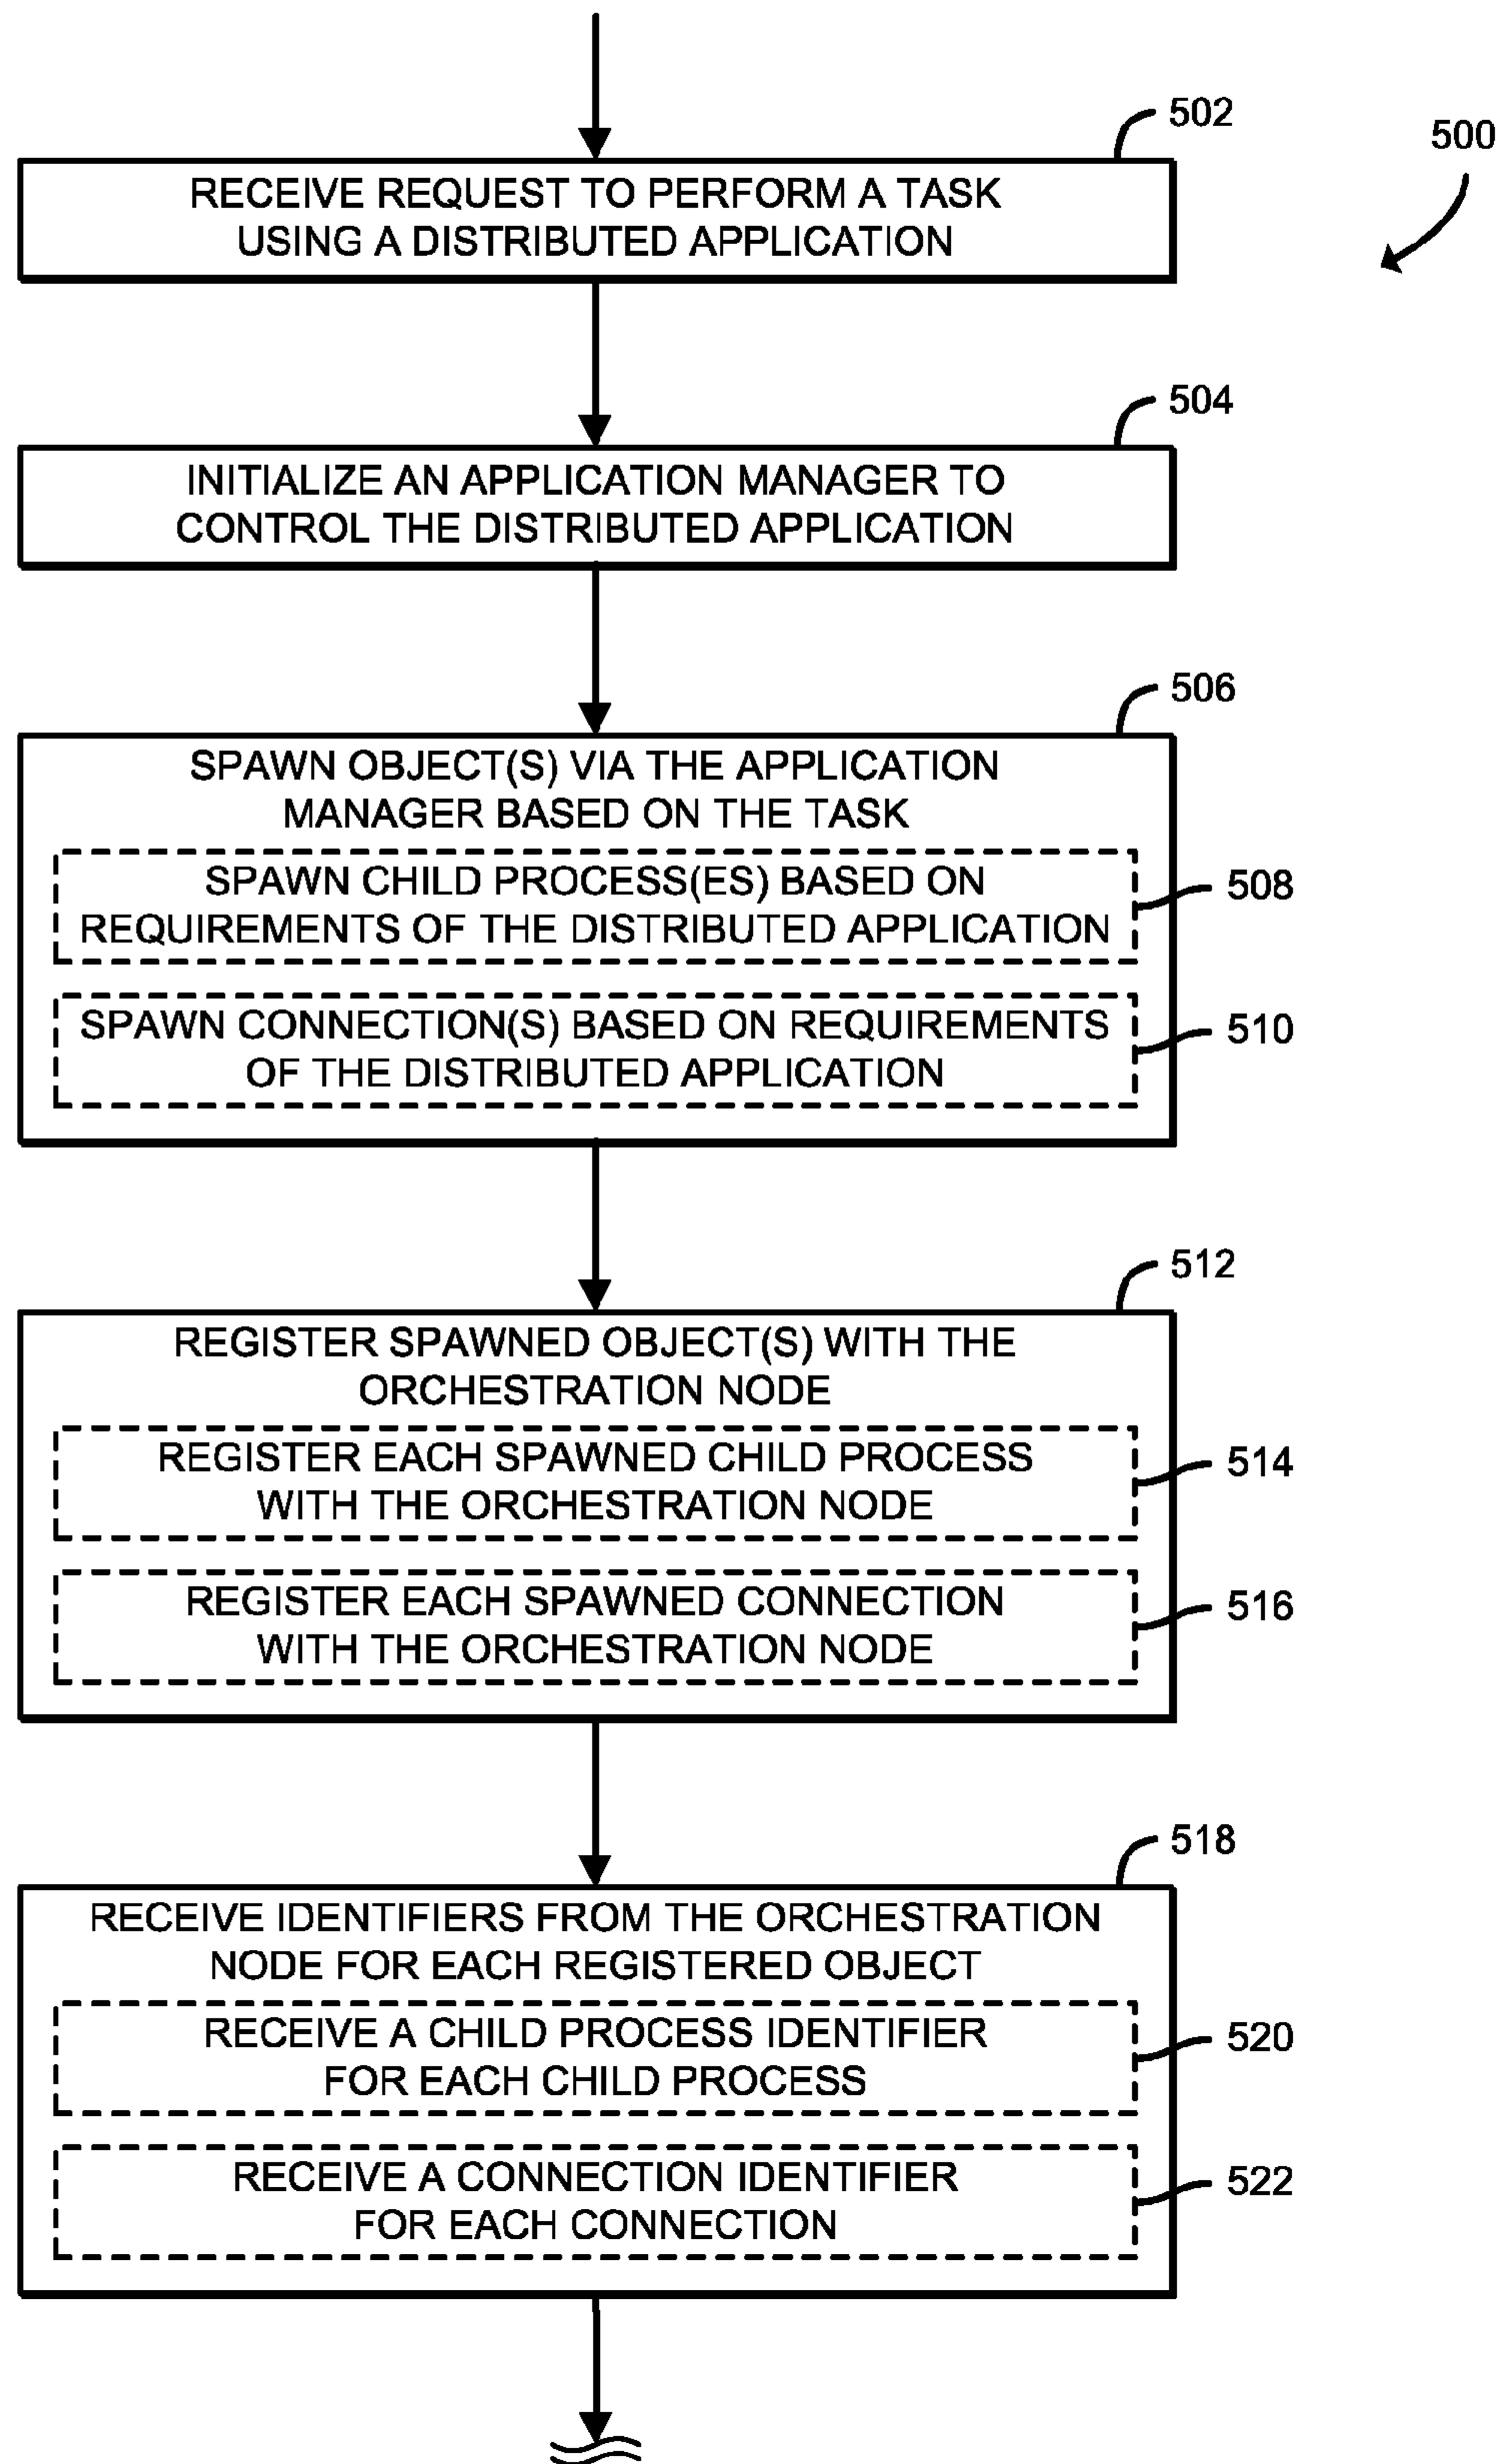 502
500
RECEIVE REQUEST TO PERFORM A TASK
USING A DISTRIBUTED APPLICATION
504
INITIALIZE AN APPLICATION MANAGER TO
CONTROL THE DISTRIBUTED APPLICATION
506
SPAWN OBJECT(S) VIA THE APPLICATION
MANAGER BASED ON THE TASK
SPAWN CHILD PROCESS(ES) BASED ON
REQUIREMENTS OF THE DISTRIBUTED APPLICATION
508
SPAWN CONNECTION(S) BASED ON REQUIREMENTS
OF THE DISTRIBUTED APPLICATION
510
512
REGISTER SPAWNED OBJECT(S) WITH THE
ORCHESTRATION NODE
REGISTER EACH SPAWNED CHILD PROCESS
WITH THE ORCHESTRATION NODE
514
REGISTER EACH SPAWNED CONNECTION
WITH THE ORCHESTRATION NODE
516
518
RECEIVE IDENTIFIERS FROM THE ORCHESTRATION
NODE FOR EACH REGISTERED OBJECT
RECEIVE A CHILD PROCESS IDENTIFIER
FOR EACH CHILD PROCESS
520
RECEIVE A CONNECTION IDENTIFIER
FOR EACH CONNECTION
522